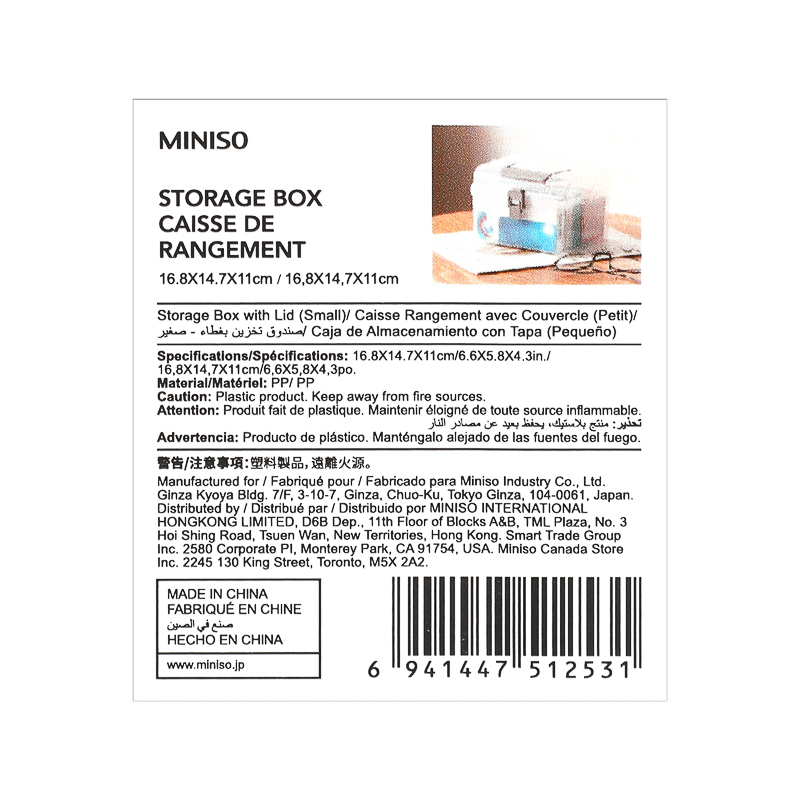 MINISO
STORAGE BOX
CAISSE DE
RANGEMENT
16.8X14.7X11cm / 16,8X14,7X11cm
Storage Box with Lid (Small)/ Caisse Rangement avec Couvercle (Petit)/
صندوق تخزين بغطاء - صغير/ Caja de Almacenamiento con Tapa (Pequeño)
Specifications/Spécifications: 16.8X14.7X11cm/6.6X5.8X4.3in./
16,8X14,7X11cm/6,6X5,8X4,3po.
Material/Matériel: PP/ PP
Caution: Plastic product. Keep away from fire sources.
Attention: Produit fait de plastique. Maintenir éloigné de toute source inflammable.
تحذير: منتج بلاستيك، يحفظ بعيد عن مصادر النار
Advertencia: Producto de plástico. Manténgalo alejado de las fuentes del fuego.
警告/注意事項:塑料製品，遠離火源。
Manufactured for / Fabriqué pour / Fabricado para Miniso Industry Co., Ltd.
Ginza Kyoya Bldg. 7/F, 3-10-7, Ginza, Chuo-Ku, Tokyo Ginza, 104-0061, Japan.
Distributed by / Distribué par / Distribuido por MINISO INTERNATIONAL
HONGKONG LIMITED, D6B Dep., 11th Floor of Blocks A&B, TML Plaza, No. 3
Hoi Shing Road, Tsuen Wan, New Territories, Hong Kong. Smart Trade Group
Inc. 2580 Corporate Pl, Monterey Park, CA 91754, USA. Miniso Canada Store
Inc. 2245 130 King Street, Toronto, M5X 2A2.
MADE IN CHINA
FABRIQUÉ EN CHINE
صنع في الصين
HECHO EN CHINA
www.miniso.jp
6 941447 512531